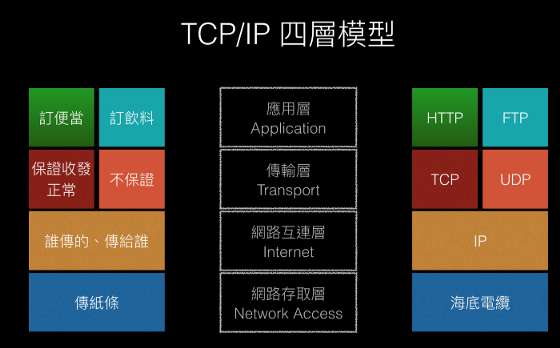 TCP/IP 四層模型
訂便當
訂飲料
應用層
Application
HTTP
FTP
保證收發
正常
不保證
傳輸層
Transport
TCP
UDP
誰傳的、傳給誰
網路互連層
Internet
IP
傳紙條
網路存取層
Network Access
海底電纜